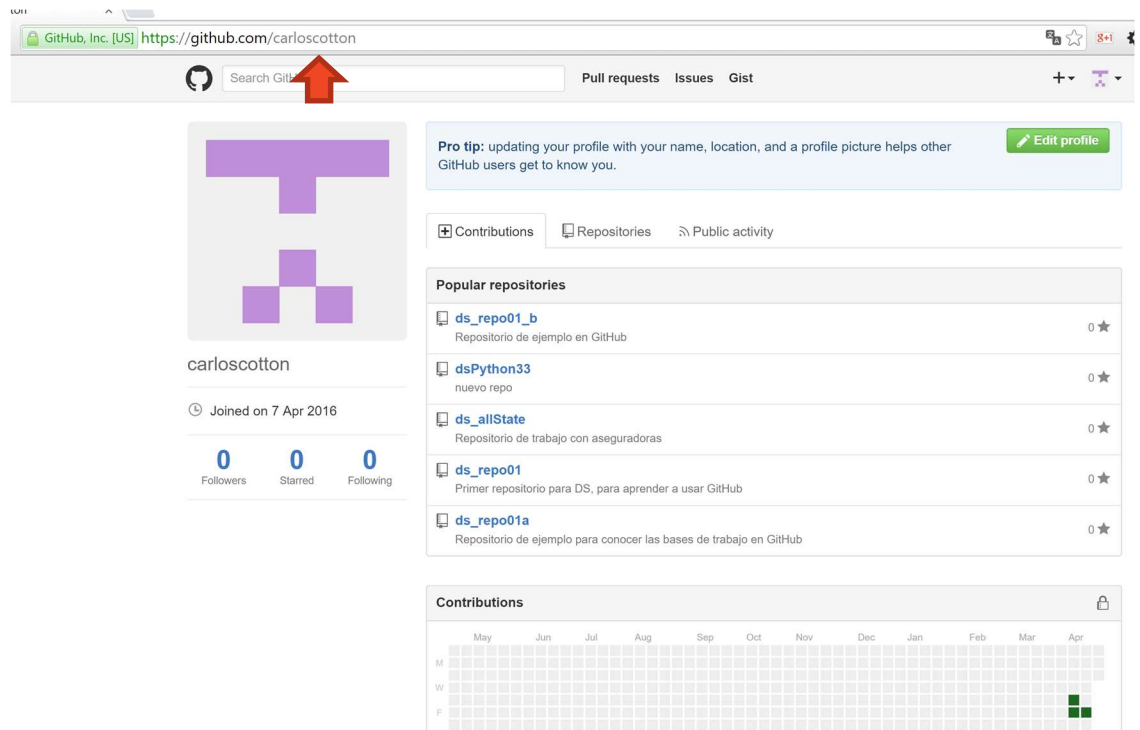 GitHub, Inc. [US] https://github.com/carloscotton
8+1
Pull requests Issues Gist
Search
Pro tip: updating your profile with your name, location, and a profile picture helps other
GitHub users get to know you.
Edit profile
Contributions Repositories Public activity
Popular repositories
ds_repo01_b
Repositorio de ejemplo en GitHub
0
dsPython33
nuevo repo
0
ds_allState
Repositorio de trabajo con aseguradoras
0
ds_repo01
Primer repositorio para DS, para aprender a usar GitHub
0
ds_repo01a
Repositorio de ejemplo para conocer las bases de trabajo en GitHub
0
carloscotton
Joined on 7 Apr 2016
0 0 0
Followers Starred Following
Contributions
May Jun Jul Aug Sep Oct Nov Dec Jan Feb Mar Apr
M
W
F